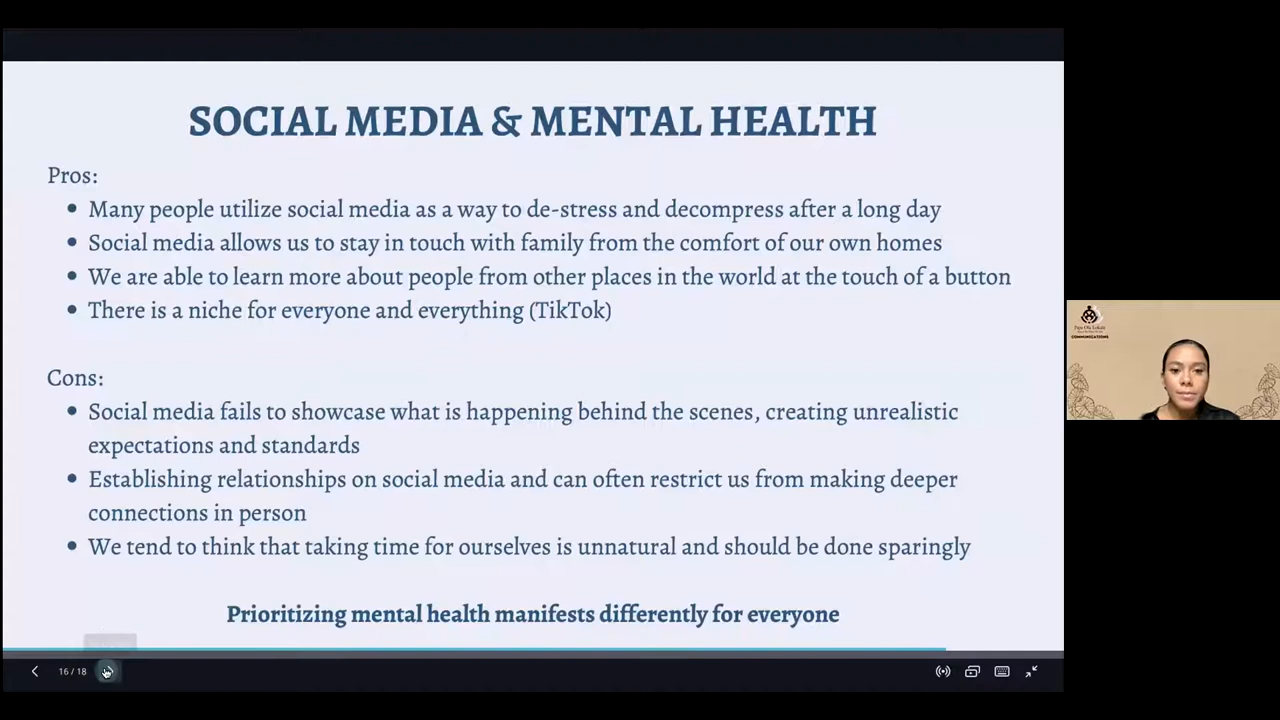 SOCIAL MEDIA & MENTAL HEALTH
Pros:
• Many people utilize social media as a way to de-stress and decompress after a long day
• Social media allows us to stay in touch with family from the comfort of our own homes
• We are able to learn more about people from other places in the world at the touch of a button
• There is a niche for everyone and everything (TikTok)
Cons:
• Social media fails to showcase what is happening behind the scenes, creating unrealistic
expectations and standards
• Establishing relationships on social media and can often restrict us from making deeper
connections in person
• We tend to think that taking time for ourselves is unnatural and should be done sparingly
Prioritizing mental health manifests differently for everyone
16 / 18
Papa Ola Lokahi
COMMUNICATIONS